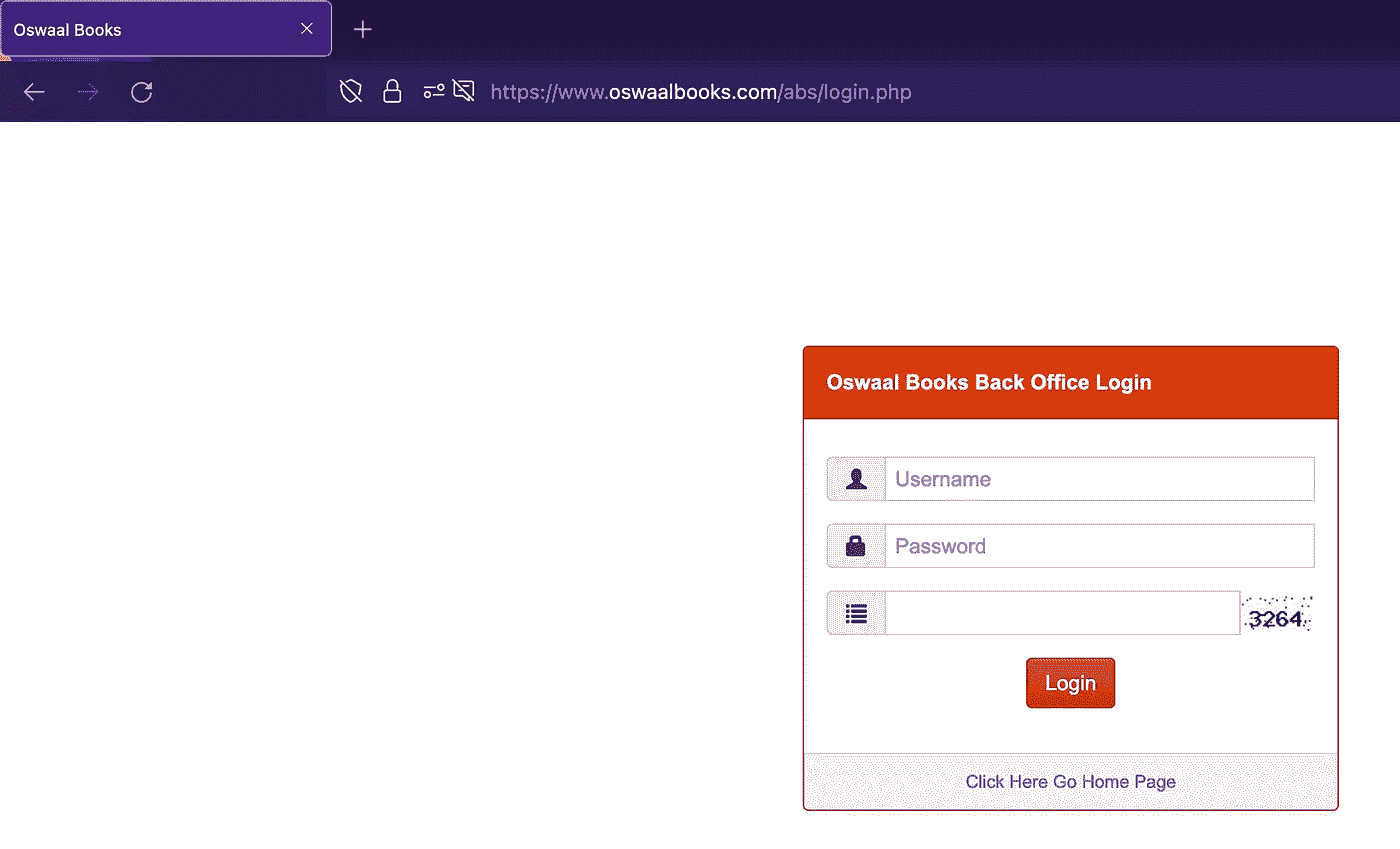 Oswaal Books
https://www.oswaalbooks.com/abs/login.php
Oswaal Books Back Office Login
Username
Password
3264
Login
Click Here Go Home Page